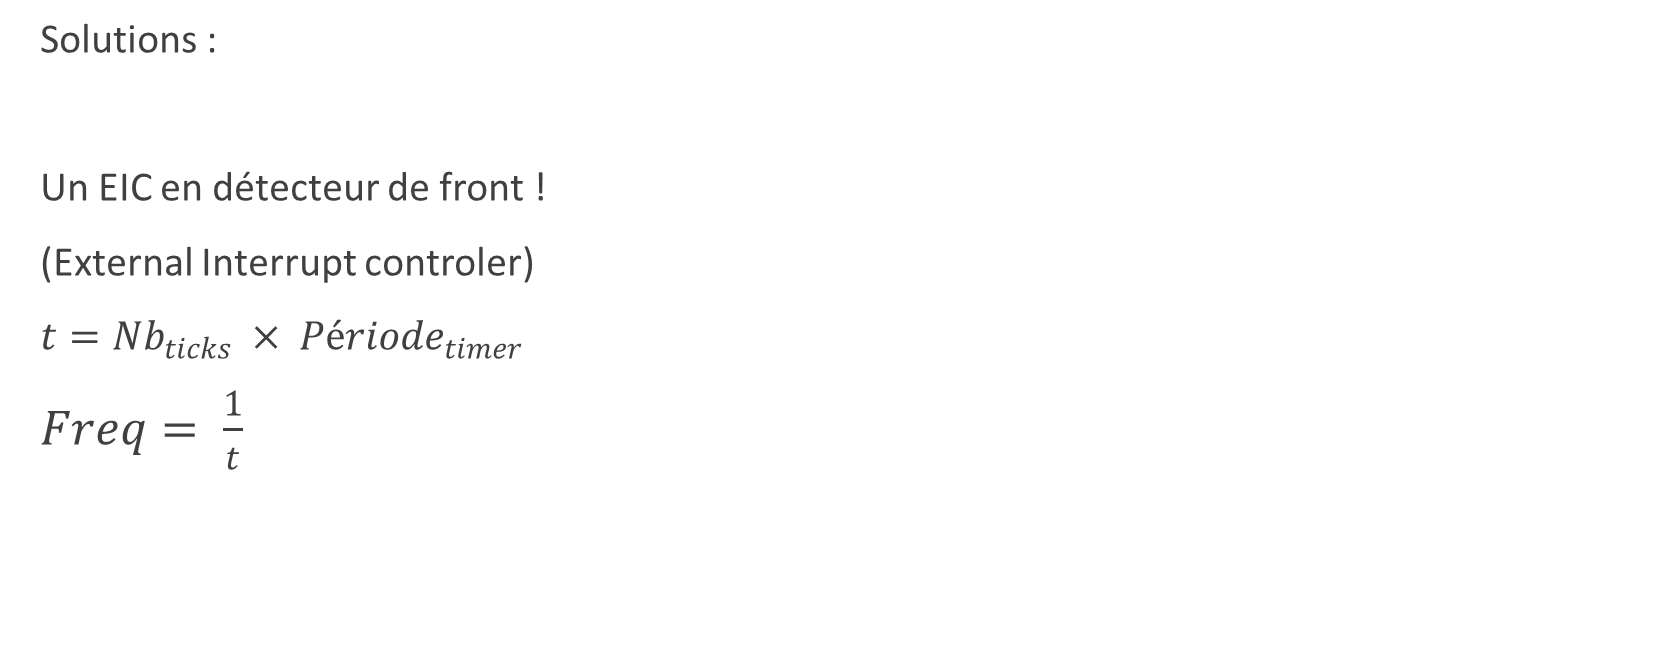 Solutions :
Un EIC en détecteur de front !
(External Interrupt controler)
t = Nb_ticks × Période_timer
Freq = 1/t